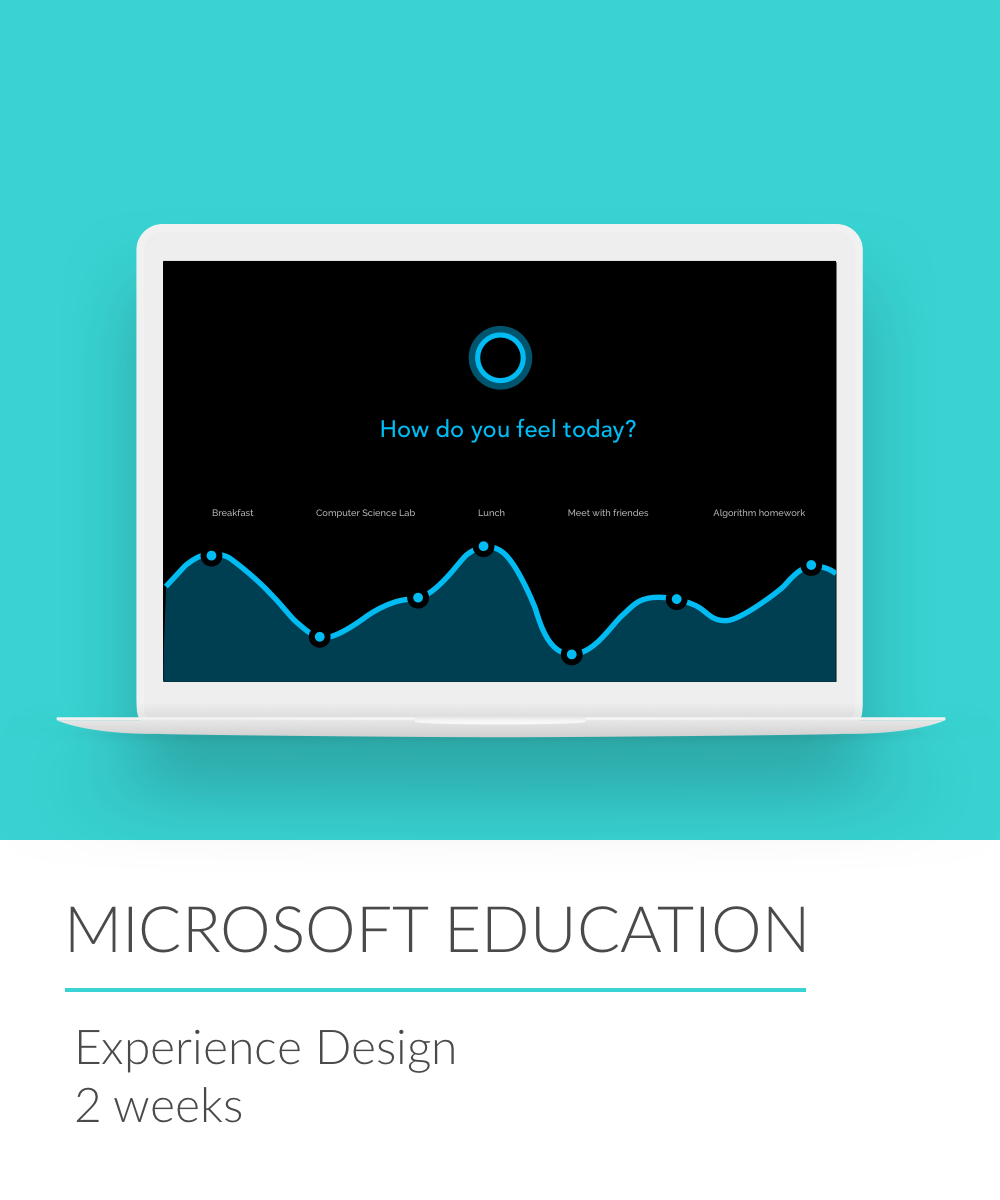 How do you feel today?
Breakfast Computer Science Lab Lunch Meet with friendes Algorithm homework
MICROSOFT EDUCATION
Experience Design
2 weeks